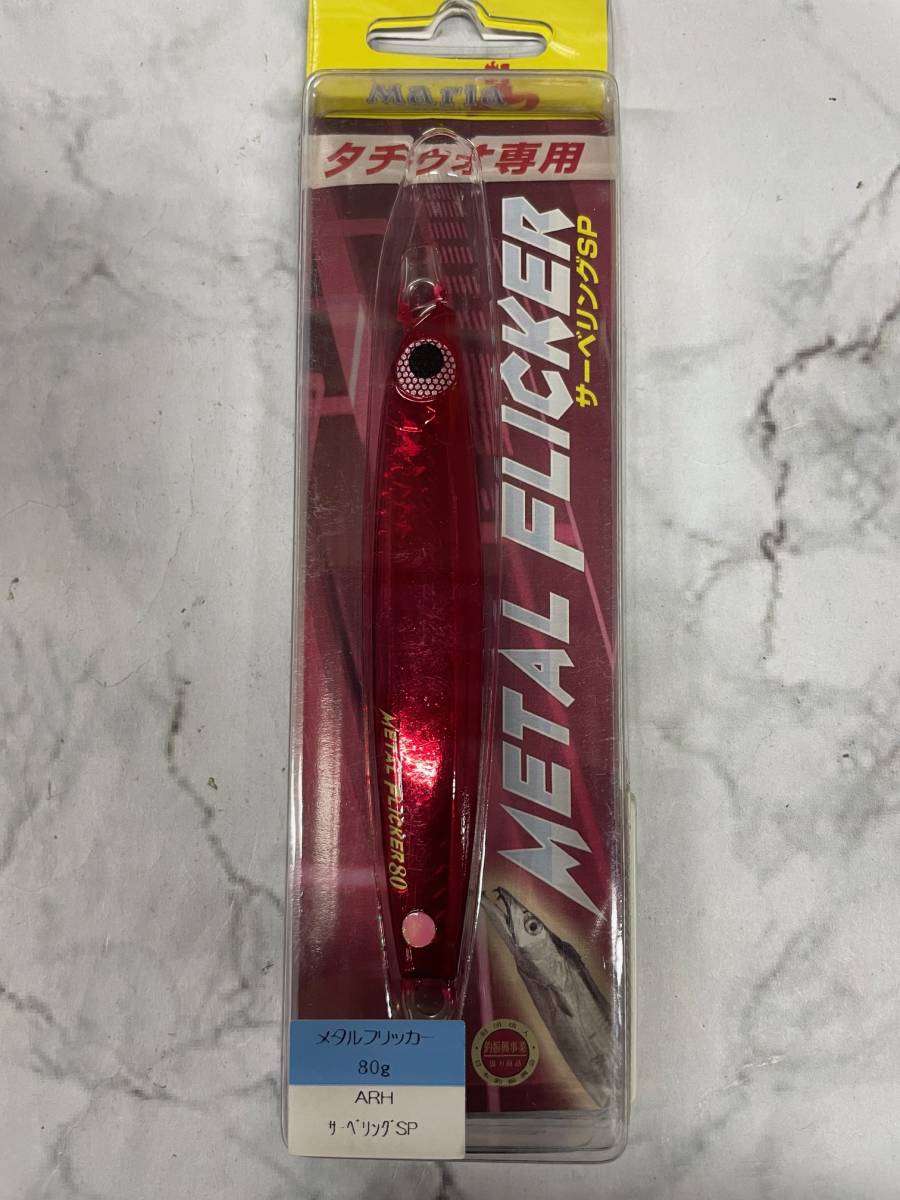 Maria
タチウオ専用
METAL FLICKER
サーベリングSP
METAL FLICKER80
メタルフリッカー
80g
ARH
ｻｰﾍﾞﾘﾝｸﾞSP